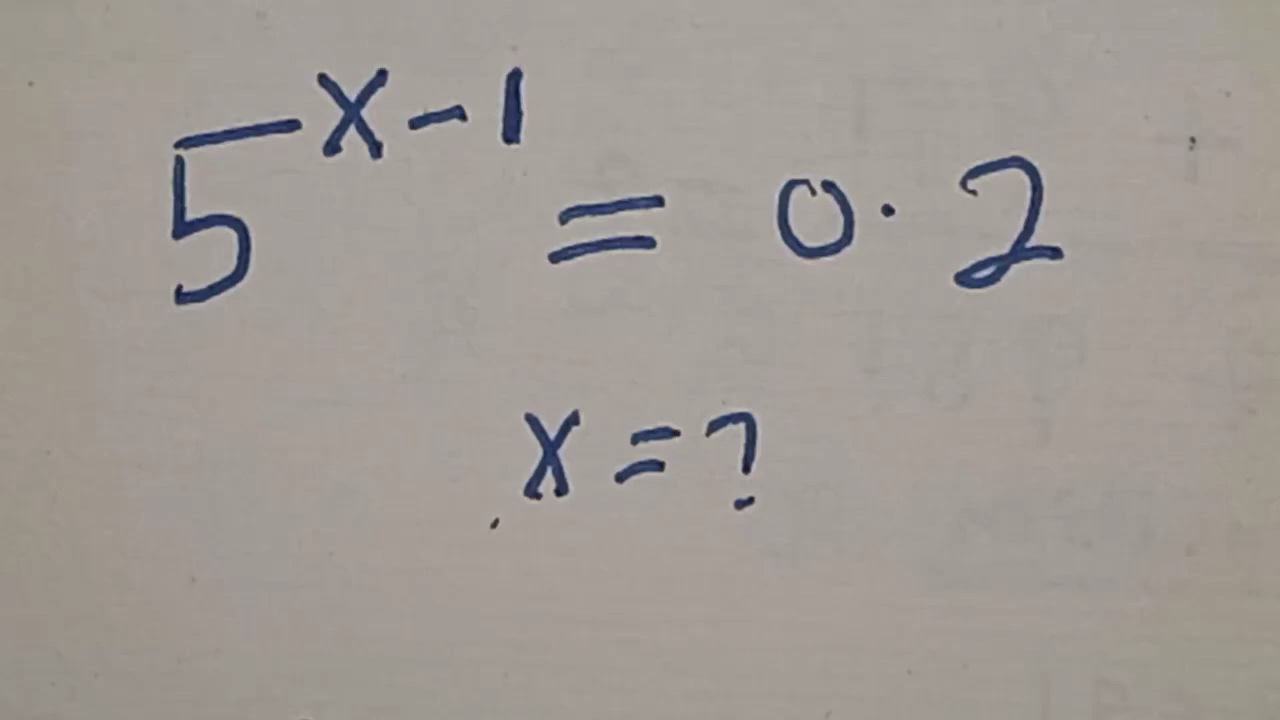 5^x-1 = 0.2
x = ?